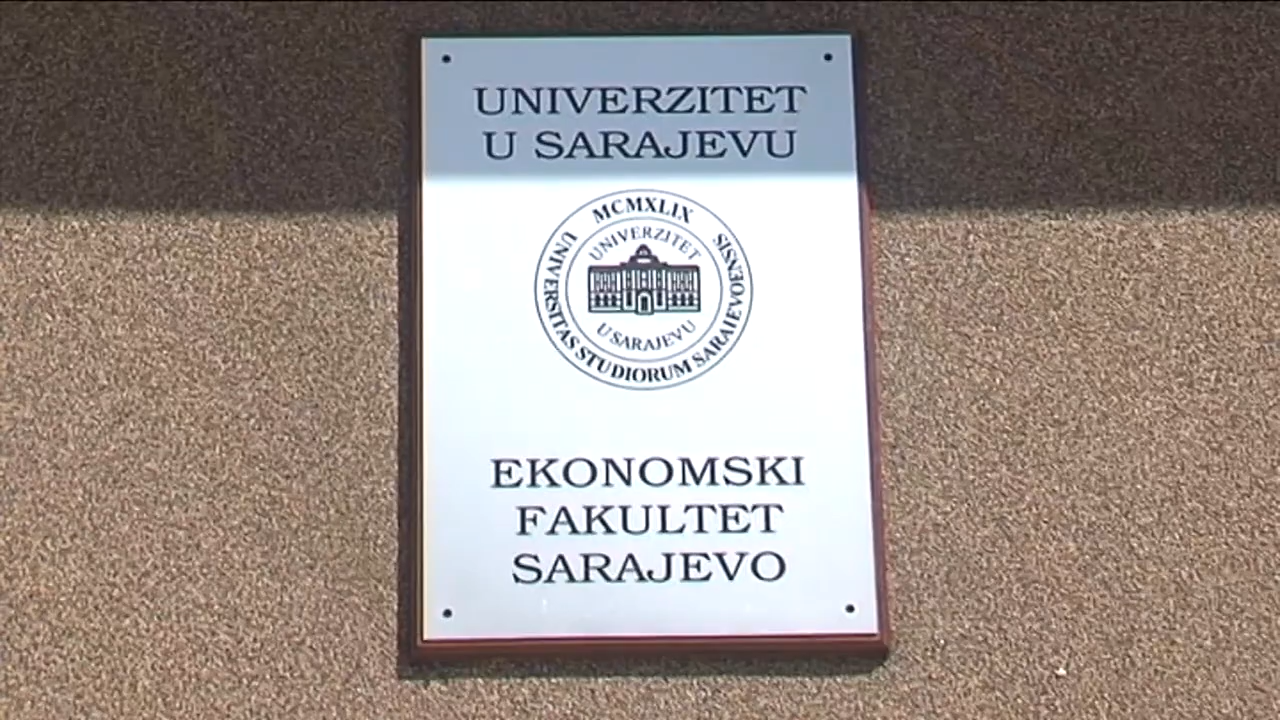 UNIVERZITET
U SARAJEVU
MCMXLIX
UNIVERSITAS STUDIORUM SARAIEVOENSIS
UNIVERZITET
U SARAJEVU
EKONOMSKI
FAKULTET
SARAJEVO